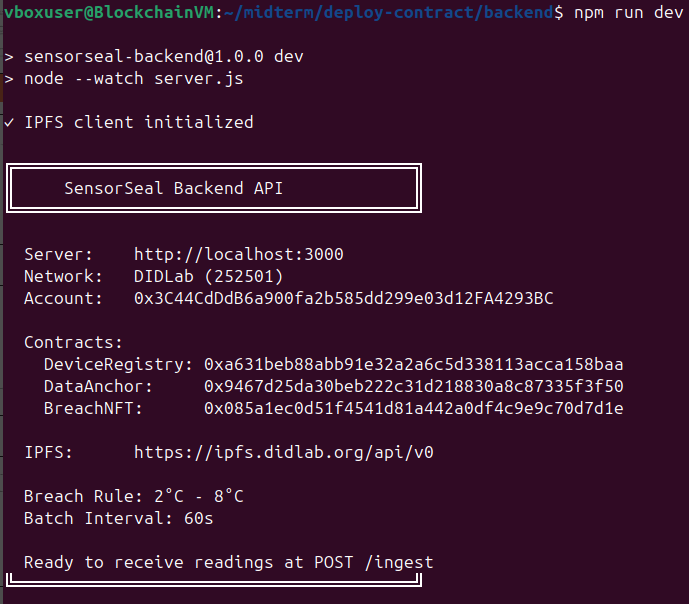 vboxuser@BlockchainVM:~/midterm/deploy-contract/backend$ npm run dev
> sensorseal-backend@1.0.0 dev
> node --watch server.js
✓ IPFS client initialized
SensorSeal Backend API
Server: http://localhost:3000
Network: DIDLab (252501)
Account: 0x3C44CdDdB6a900fa2b585dd299e03d12FA4293BC
Contracts:
DeviceRegistry: 0xa631beb88abb91e32a2a6c5d338113acca158baa
DataAnchor: 0x9467d25da30beb222c31d218830a8c87335f3f50
BreachNFT: 0x085a1ec0d51f4541d81a442a0df4c9e9c70d7d1e
IPFS: https://ipfs.didlab.org/api/v0
Breach Rule: 2°C - 8°C
Batch Interval: 60s
Ready to receive readings at POST /ingest